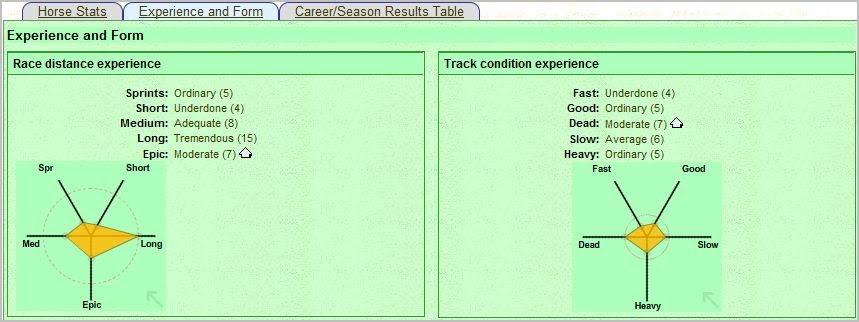 Horse Stats
Experience and Form
Career/Season Results Table
Experience and Form
Race distance experience
Sprints: Ordinary (5)
Short: Underdone (4)
Medium: Adequate (8)
Long: Tremendous (15)
Epic: Moderate (7)
Spr
Short
Med
Long
Epic
Track condition experience
Fast: Underdone (4)
Good: Ordinary (5)
Dead: Moderate (7)
Slow: Average (6)
Heavy: Ordinary (5)
Fast
Good
Dead
Slow
Heavy